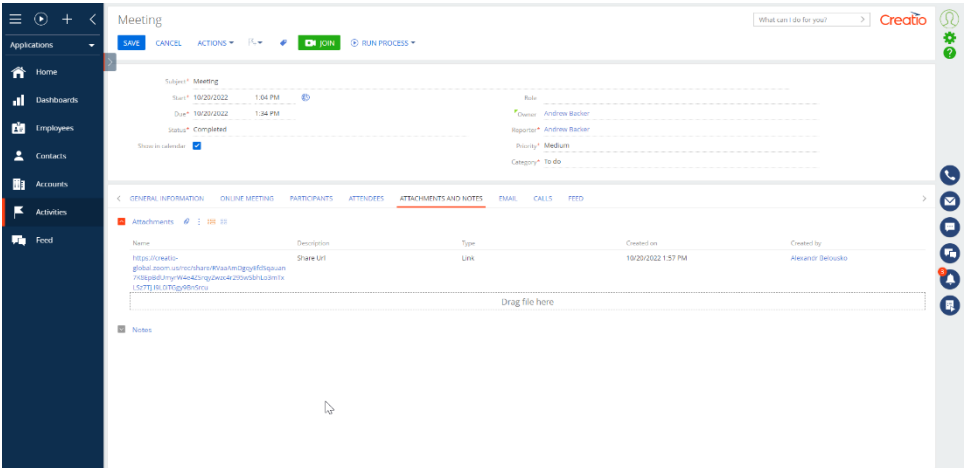 Meeting
What can I do for you?
Creatio
SAVE CANCEL ACTIONS JOIN RUN PROCESS
Applications
Home
Dashboards
Employees
Contacts
Accounts
Activities
Feed
Subject* Meeting
Start* 10/20/2022 1:04 PM
Due* 10/20/2022 1:34 PM
Status* Completed
Show in calendar
Role
Owner Andrew Backer
Reporter* Andrew Backer
Priority* Medium
Category* To do
GENERAL INFORMATION ONLINE MEETING PARTICIPANTS ATTENDEES ATTACHMENTS AND NOTES EMAIL CALLS FEED
Attachments
Name Description Type Created on Created by
https://creatio- Share Url Link 10/20/2022 1:57 PM Alexandr Belousko
Drag file here
Notes
3